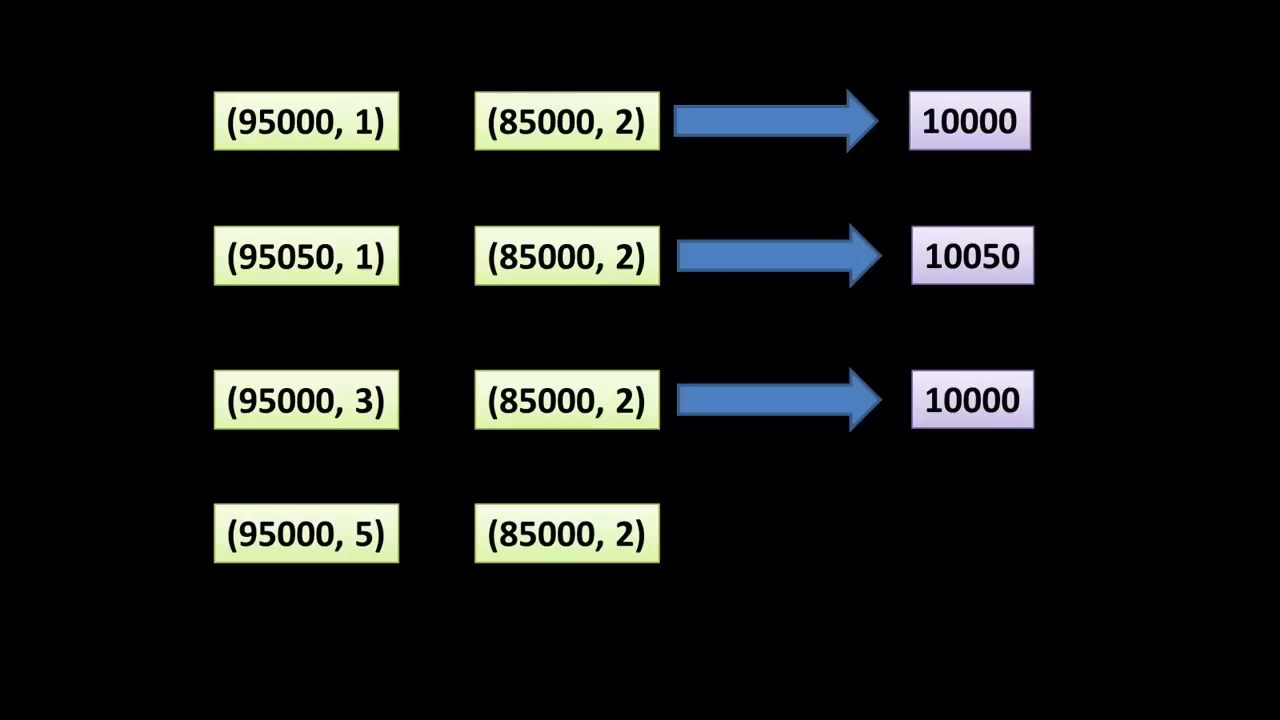 (95000, 1) (85000, 2) 10000
(95050, 1) (85000, 2) 10050
(95000, 3) (85000, 2) 10000
(95000, 5) (85000, 2)